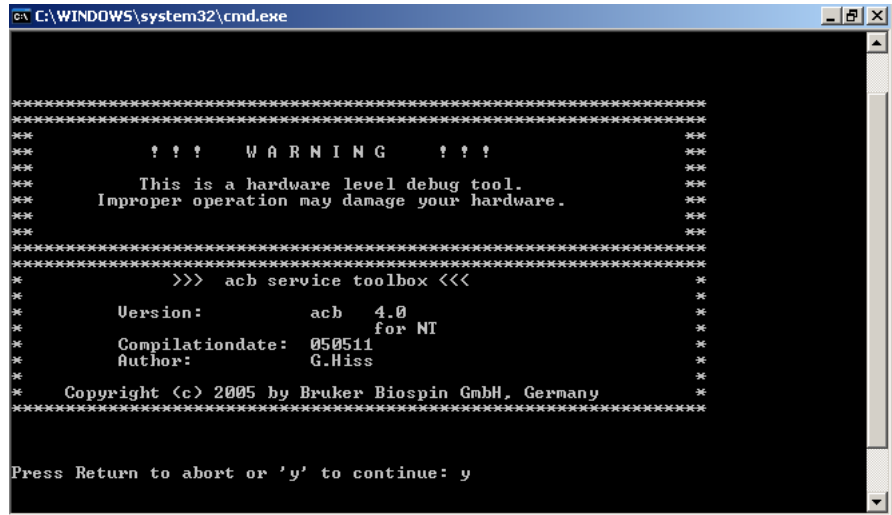 C:\WINDOWS\system32\cmd.exe
*****************************************************************
*****************************************************************
**                                                             **
**           ! ! !    W A R N I N G     ! ! !                  **
**                                                             **
**          This is a hardware level debug tool.               **
**      Improper operation may damage your hardware.           **
**                                                             **
**                                                             **
*****************************************************************
*****************************************************************
*              >>>  acb service toolbox <<<                     *
*                                                               *
*         Version:          acb   4.0                           *
*                                 for NT                        *
*         Compilationdate:  050511                              *
*         Author:           G.Hiss                              *
*                                                               *
*    Copyright (c) 2005 by Bruker Biospin GmbH, Germany         *
*****************************************************************
Press Return to abort or 'y' to continue: y